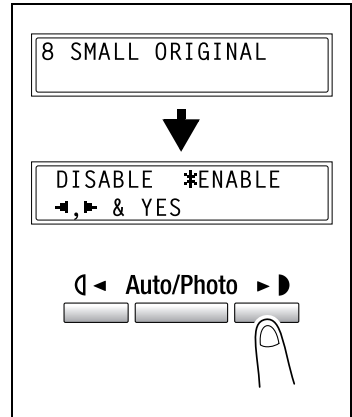 8 SMALL ORIGINAL
DISABLE *ENABLE
◄,► & YES
◄ Auto/Photo ►